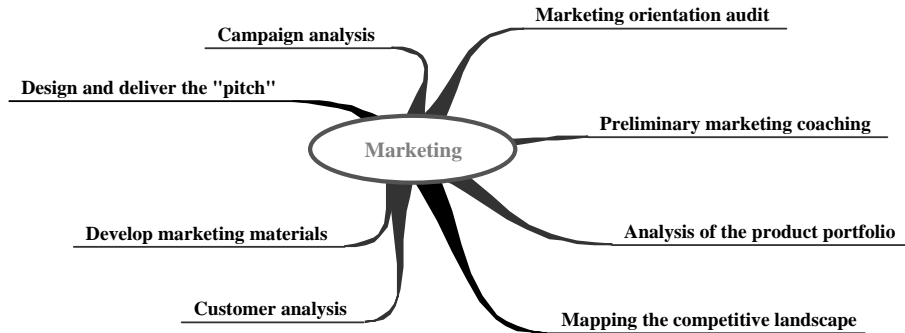 Marketing orientation audit
Campaign analysis
Design and deliver the "pitch"
Preliminary marketing coaching
Marketing
Develop marketing materials
Analysis of the product portfolio
Customer analysis
Mapping the competitive landscape